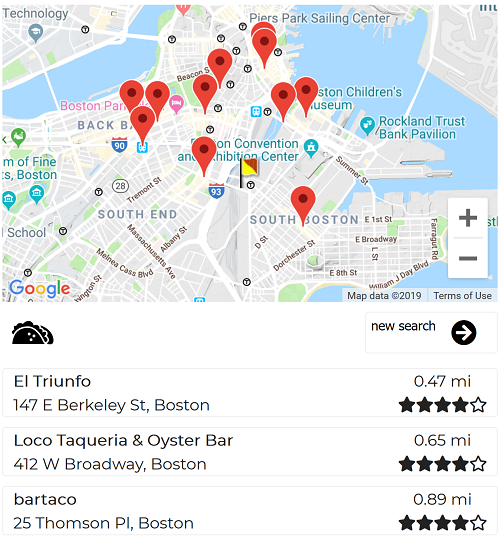 Technology
Piers Park Sailing Center
Beacon S
Boston Pa
ston Children's
useum
BACK BA
Rockland Trust
Bank Pavilion
90
n Convention
and hibition Center
m of Fine
s, Boston
28
Tremont St
93
Summer St
SOUTH END
SOUTH BOSTON
E 1st St
Albany St
Massachusetts Ave
D St
E Broadway
L St
Farragut Rd
l School
Melnea Cass Blvd
Dorchester St
E 8th St
William J Day Blvd
Google
Map data ©2019
Terms of Use
new search
El Triunfo
0.47 mi
147 E Berkeley St, Boston
Loco Taqueria & Oyster Bar
0.65 mi
412 W Broadway, Boston
bartaco
0.89 mi
25 Thomson Pl, Boston